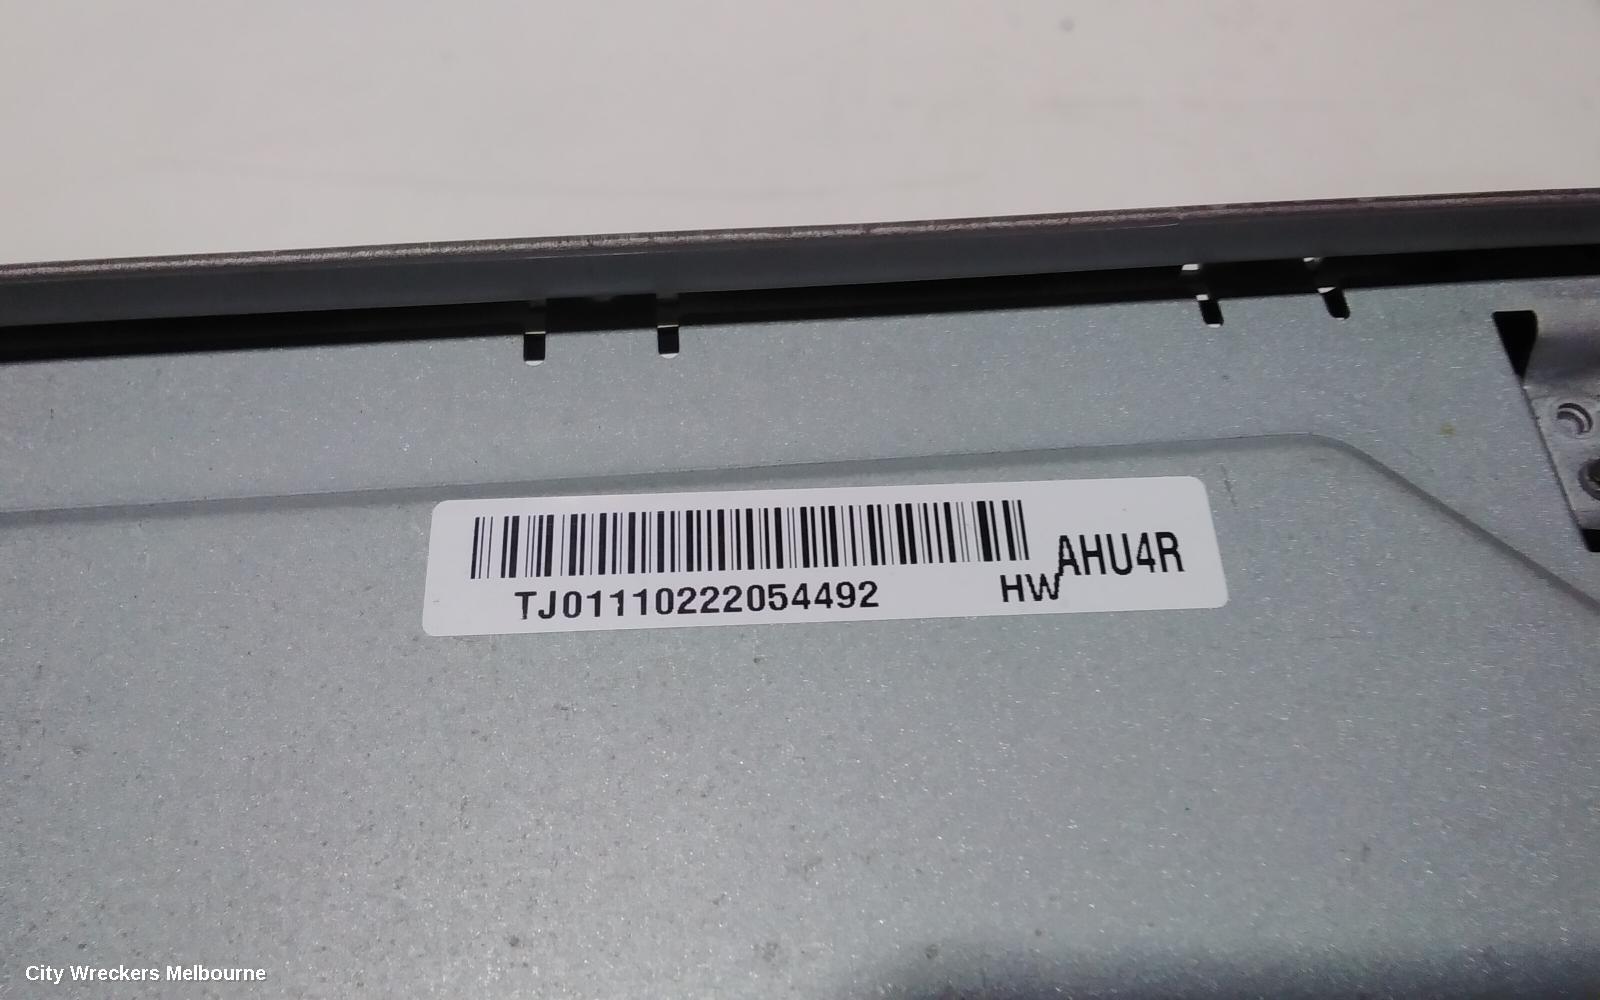 AHU4R
TJ01110222054492 HW
City Wreckers Melbourne